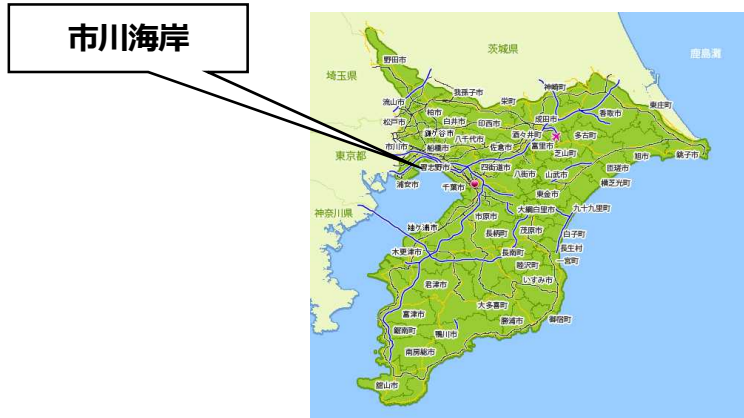 市川海岸
茨城県
鹿島灘
野田市
埼玉県
我孫子市
神崎町
流山市
柏市
栄町
香取市
東庄町
松戸市
白井市
印西市
成田市
鎌ケ谷市
八千代市
酒々井町
多古町
市川市
船橋市
佐倉市
富里市
芝山町
旭市
銚子市
東京都
習志野市
四街道市
八街市
山武市
匝瑳市
浦安市
千葉市
東金市
横芝光町
神奈川県
市原市
大網白里市
九十九里町
袖ケ浦市
長柄町
茂原市
白子町
木更津市
長南町
長生村
睦沢町
一宮町
君津市
いすみ市
大多喜町
富津市
勝浦市
御宿町
鋸南町
鴨川市
南房総市
館山市